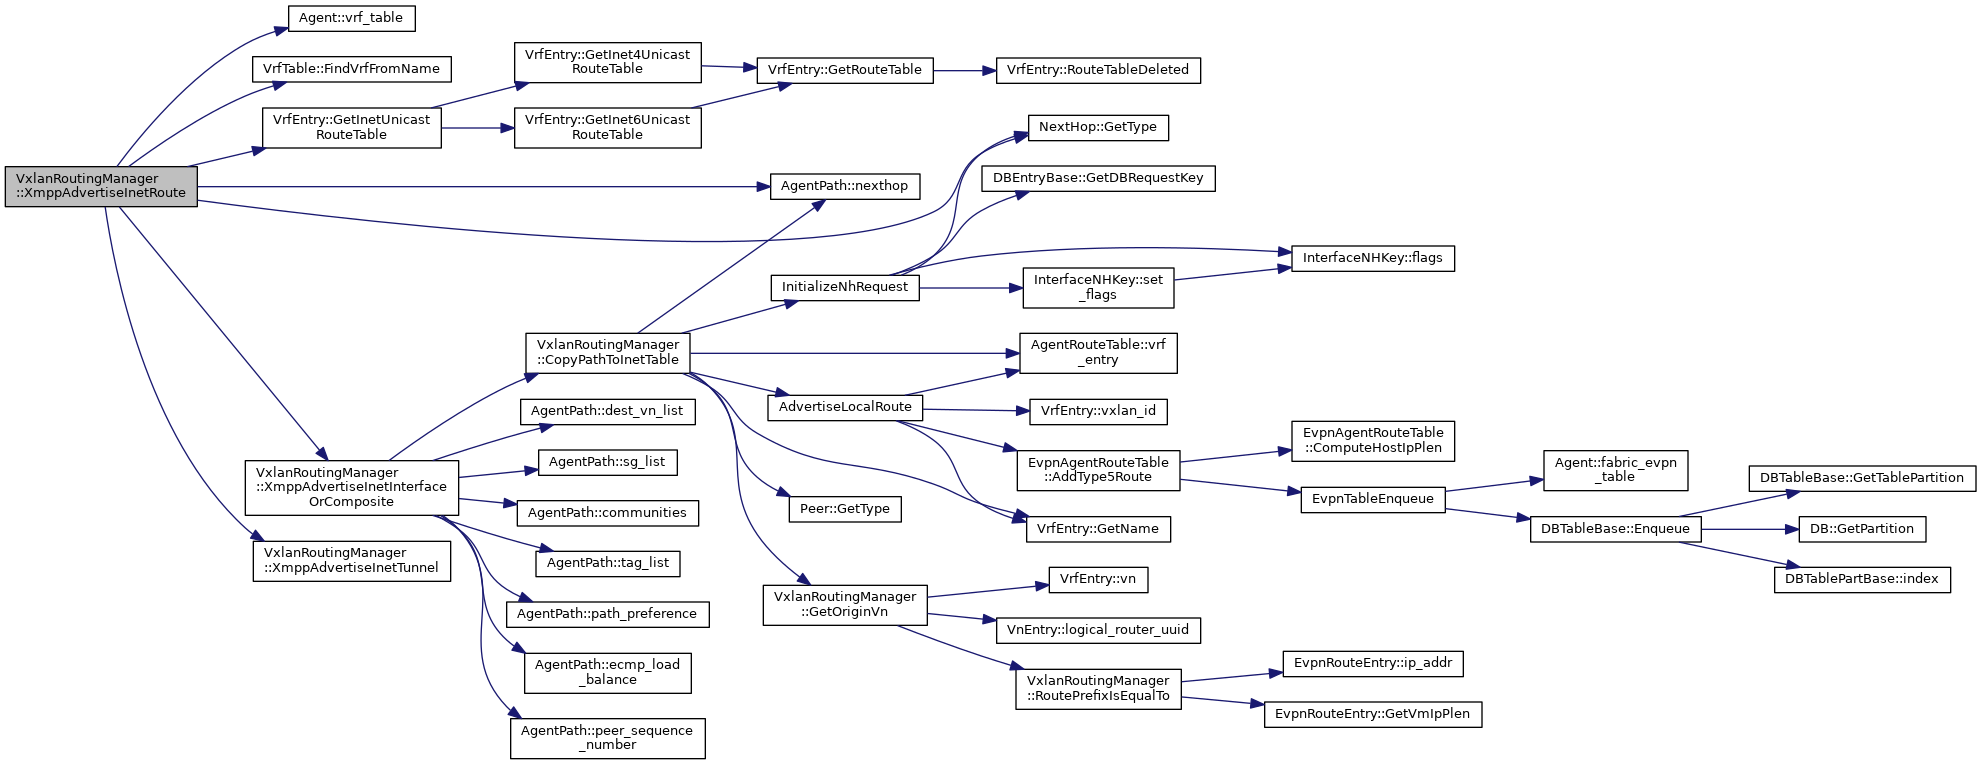 VxlanRoutingManager
::XmppAdvertiseInetRoute
Agent::vrf_table
VrfTable::FindVrfFromName
VrfEntry::GetInetUnicast
RouteTable
VrfEntry::GetInet4Unicast
RouteTable
VrfEntry::GetInet6Unicast
RouteTable
VrfEntry::GetRouteTable
VrfEntry::RouteTableDeleted
NextHop::GetType
AgentPath::nexthop
DBEntryBase::GetDBRequestKey
InitializeNhRequest
InterfaceNHKey::set
_flags
InterfaceNHKey::flags
VxlanRoutingManager
::CopyPathToInetTable
AgentRouteTable::vrf
_entry
AdvertiseLocalRoute
VrfEntry::vxlan_id
EvpnAgentRouteTable
::AddType5Route
EvpnAgentRouteTable
::ComputeHostIpPlen
EvpnTableEnqueue
Agent::fabric_evpn
_table
DBTableBase::Enqueue
DBTableBase::GetTablePartition
DB::GetPartition
DBTablePartBase::index
VrfEntry::GetName
Peer::GetType
VxlanRoutingManager
::GetOriginVn
VrfEntry::vn
VnEntry::logical_router_uuid
VxlanRoutingManager
::RoutePrefixIsEqualTo
EvpnRouteEntry::ip_addr
EvpnRouteEntry::GetVmIpPlen
VxlanRoutingManager
::XmppAdvertiseInetInterface
OrComposite
AgentPath::dest_vn_list
AgentPath::sg_list
AgentPath::communities
AgentPath::tag_list
AgentPath::path_preference
AgentPath::ecmp_load
_balance
AgentPath::peer_sequence
_number
VxlanRoutingManager
::XmppAdvertiseInetTunnel